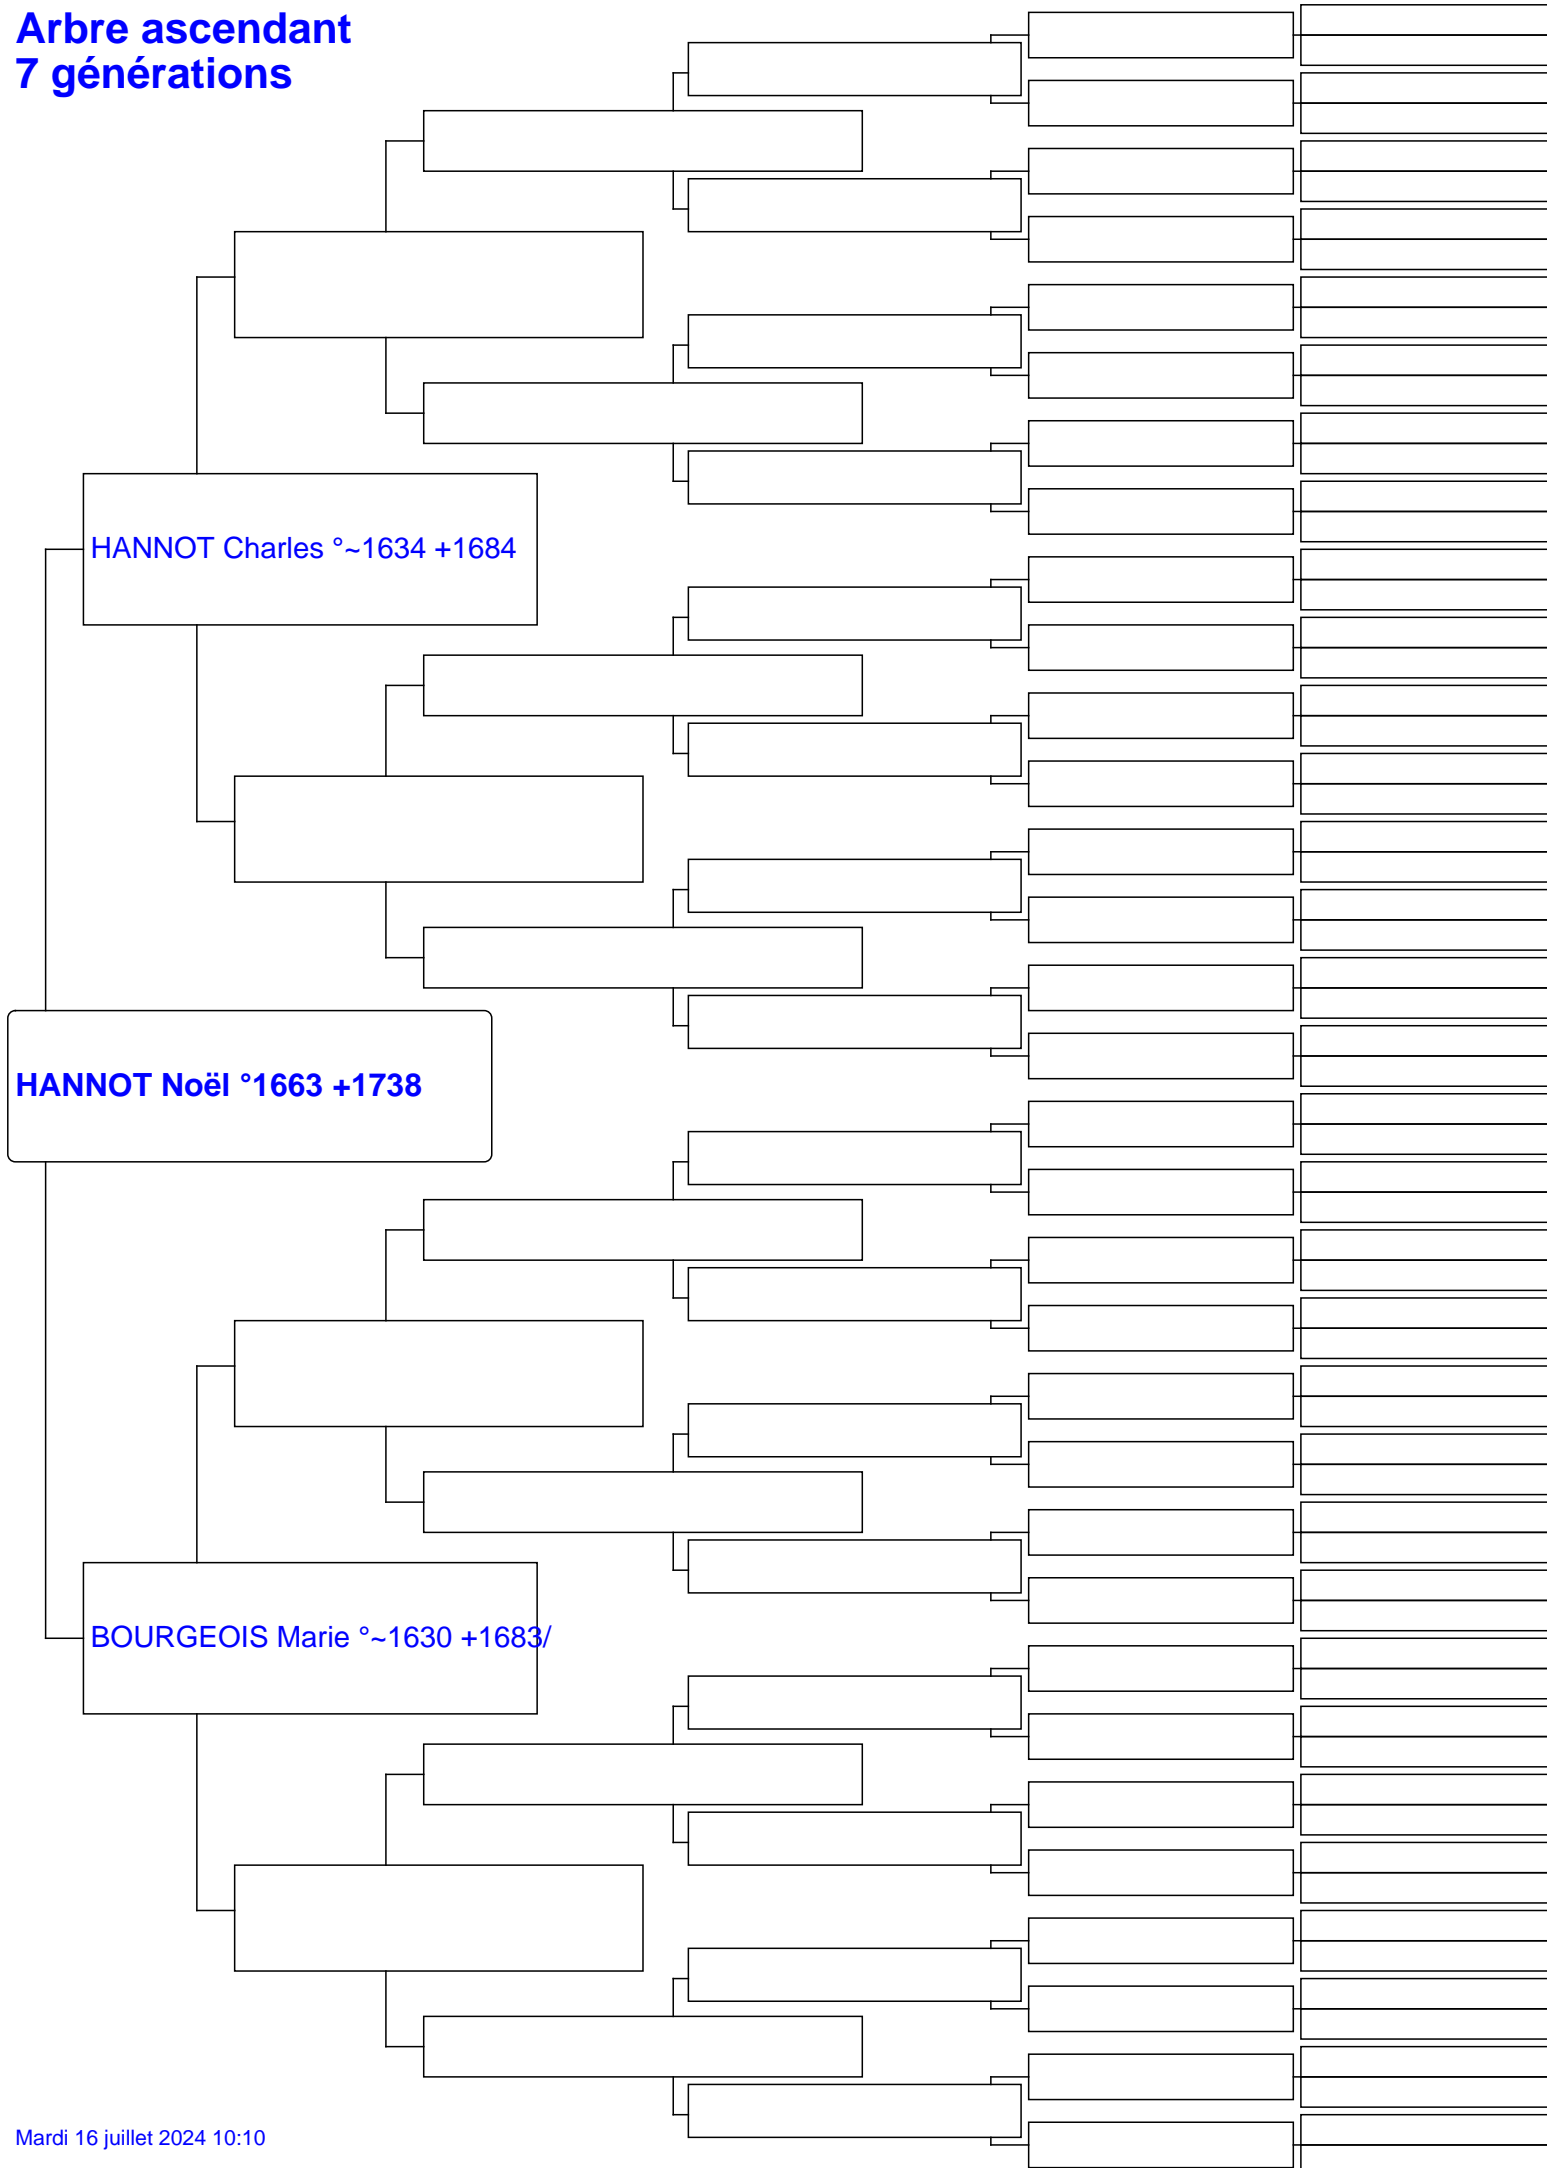 Arbre ascendant
7 générations
HANNOT Charles °~1634 +1684
HANNOT Noël °1663 +1738
BOURGEOIS Marie °~1630 +1683/
Mardi 16 juillet 2024 10:10